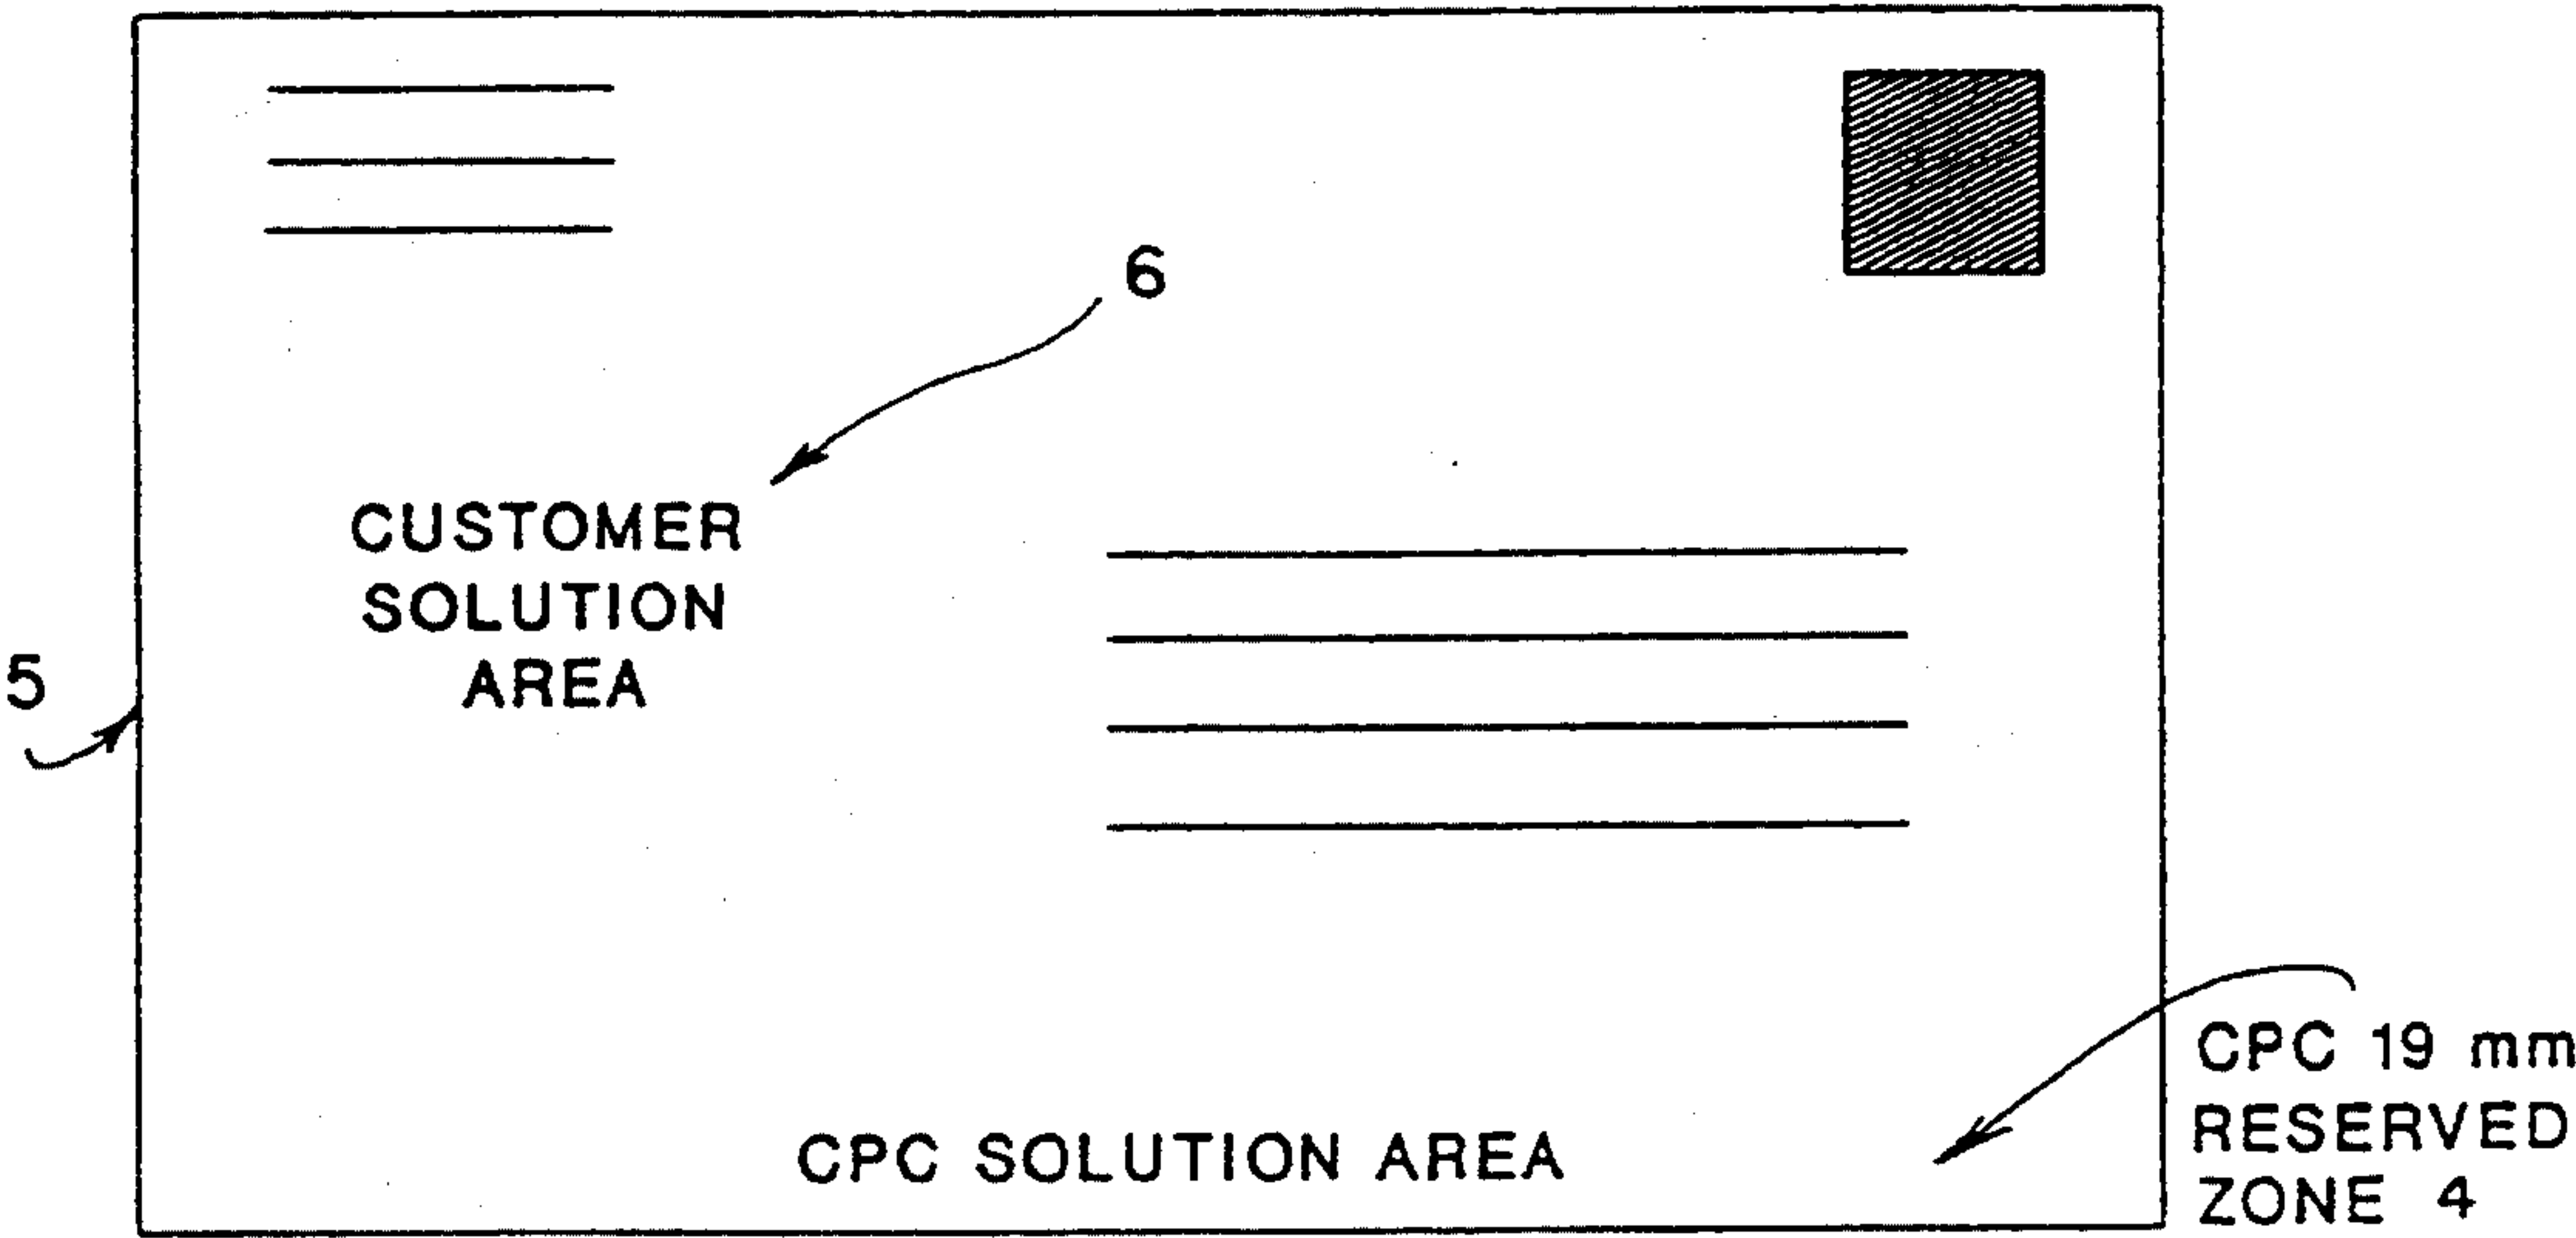 6
CUSTOMER
SOLUTION
AREA
5
CPC 19 mm
RESERVED
ZONE 4
CPC SOLUTION AREA